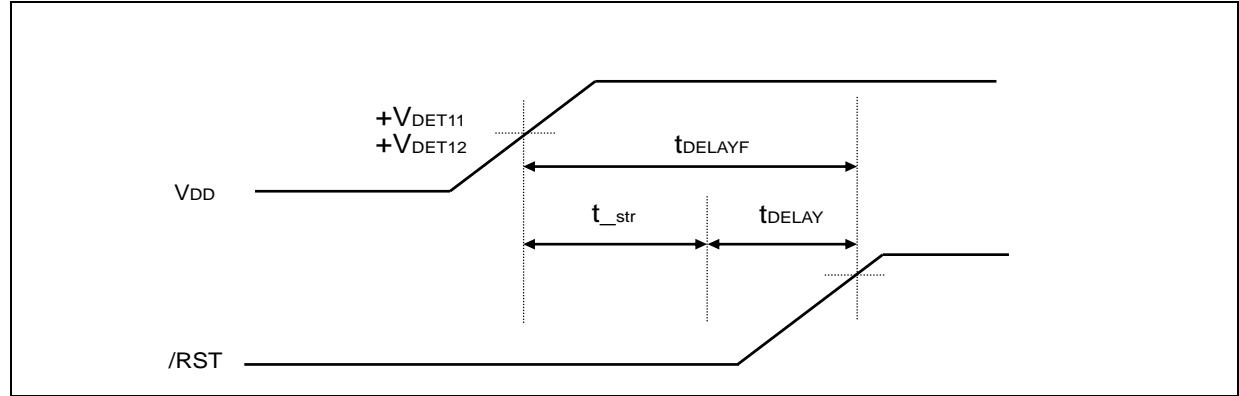 +VDET11
+VDET12
tDELAYF
VDD
t_str
tDELAY
/RST